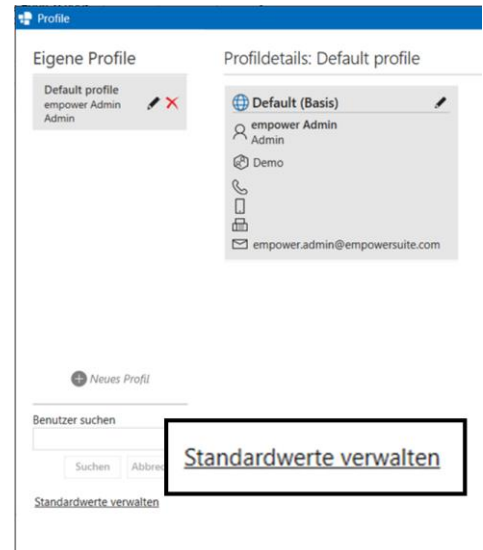 Profile
Eigene Profile
Default profile
empower Admin
Admin
Neues Profil
Benutzer suchen
Suchen
Standardwerte verwalten
Profildetails: Default profile
Default (Basis)
empower Admin
Admin
Demo
empower.admin@empowersuite.com
Standardwerte verwalten